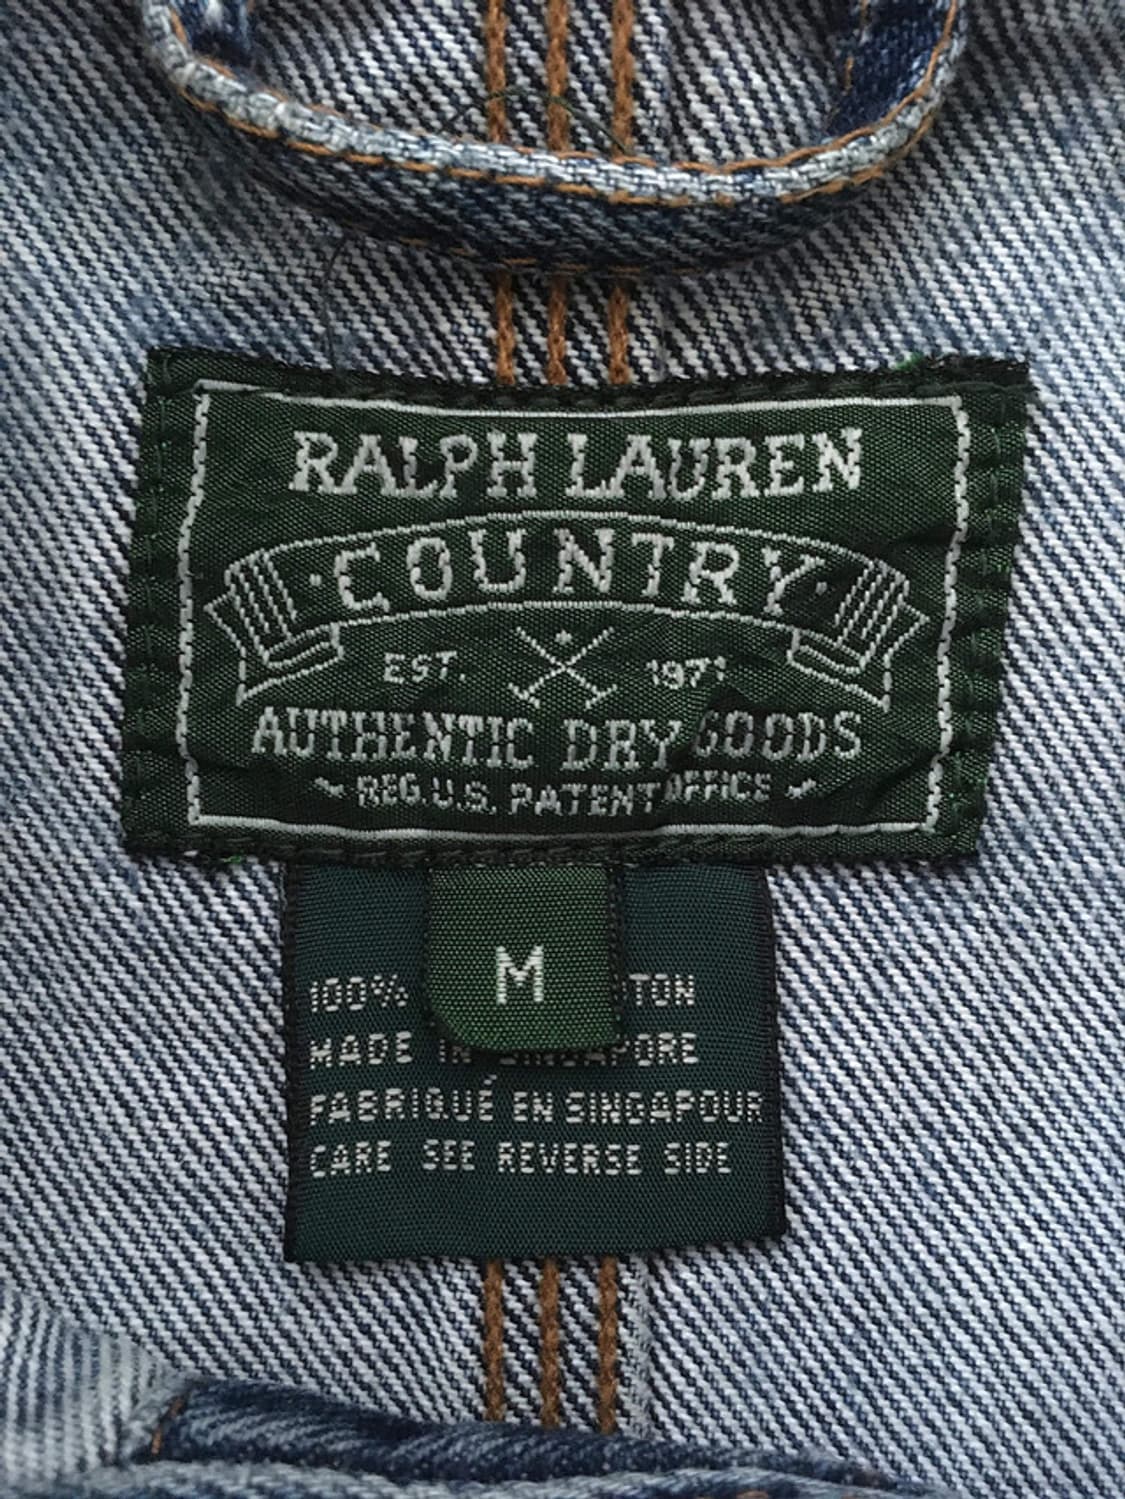 RALPH LAUREN
·COUNTRY·
EST. 1971
AUTHENTIC DRY GOODS
~ REG. U.S. PATENT OFFICE ~
M
100% TON
MADE IN SINGAPORE
FABRIQUÉ EN SINGAPOUR
CARE SEE REVERSE SIDE